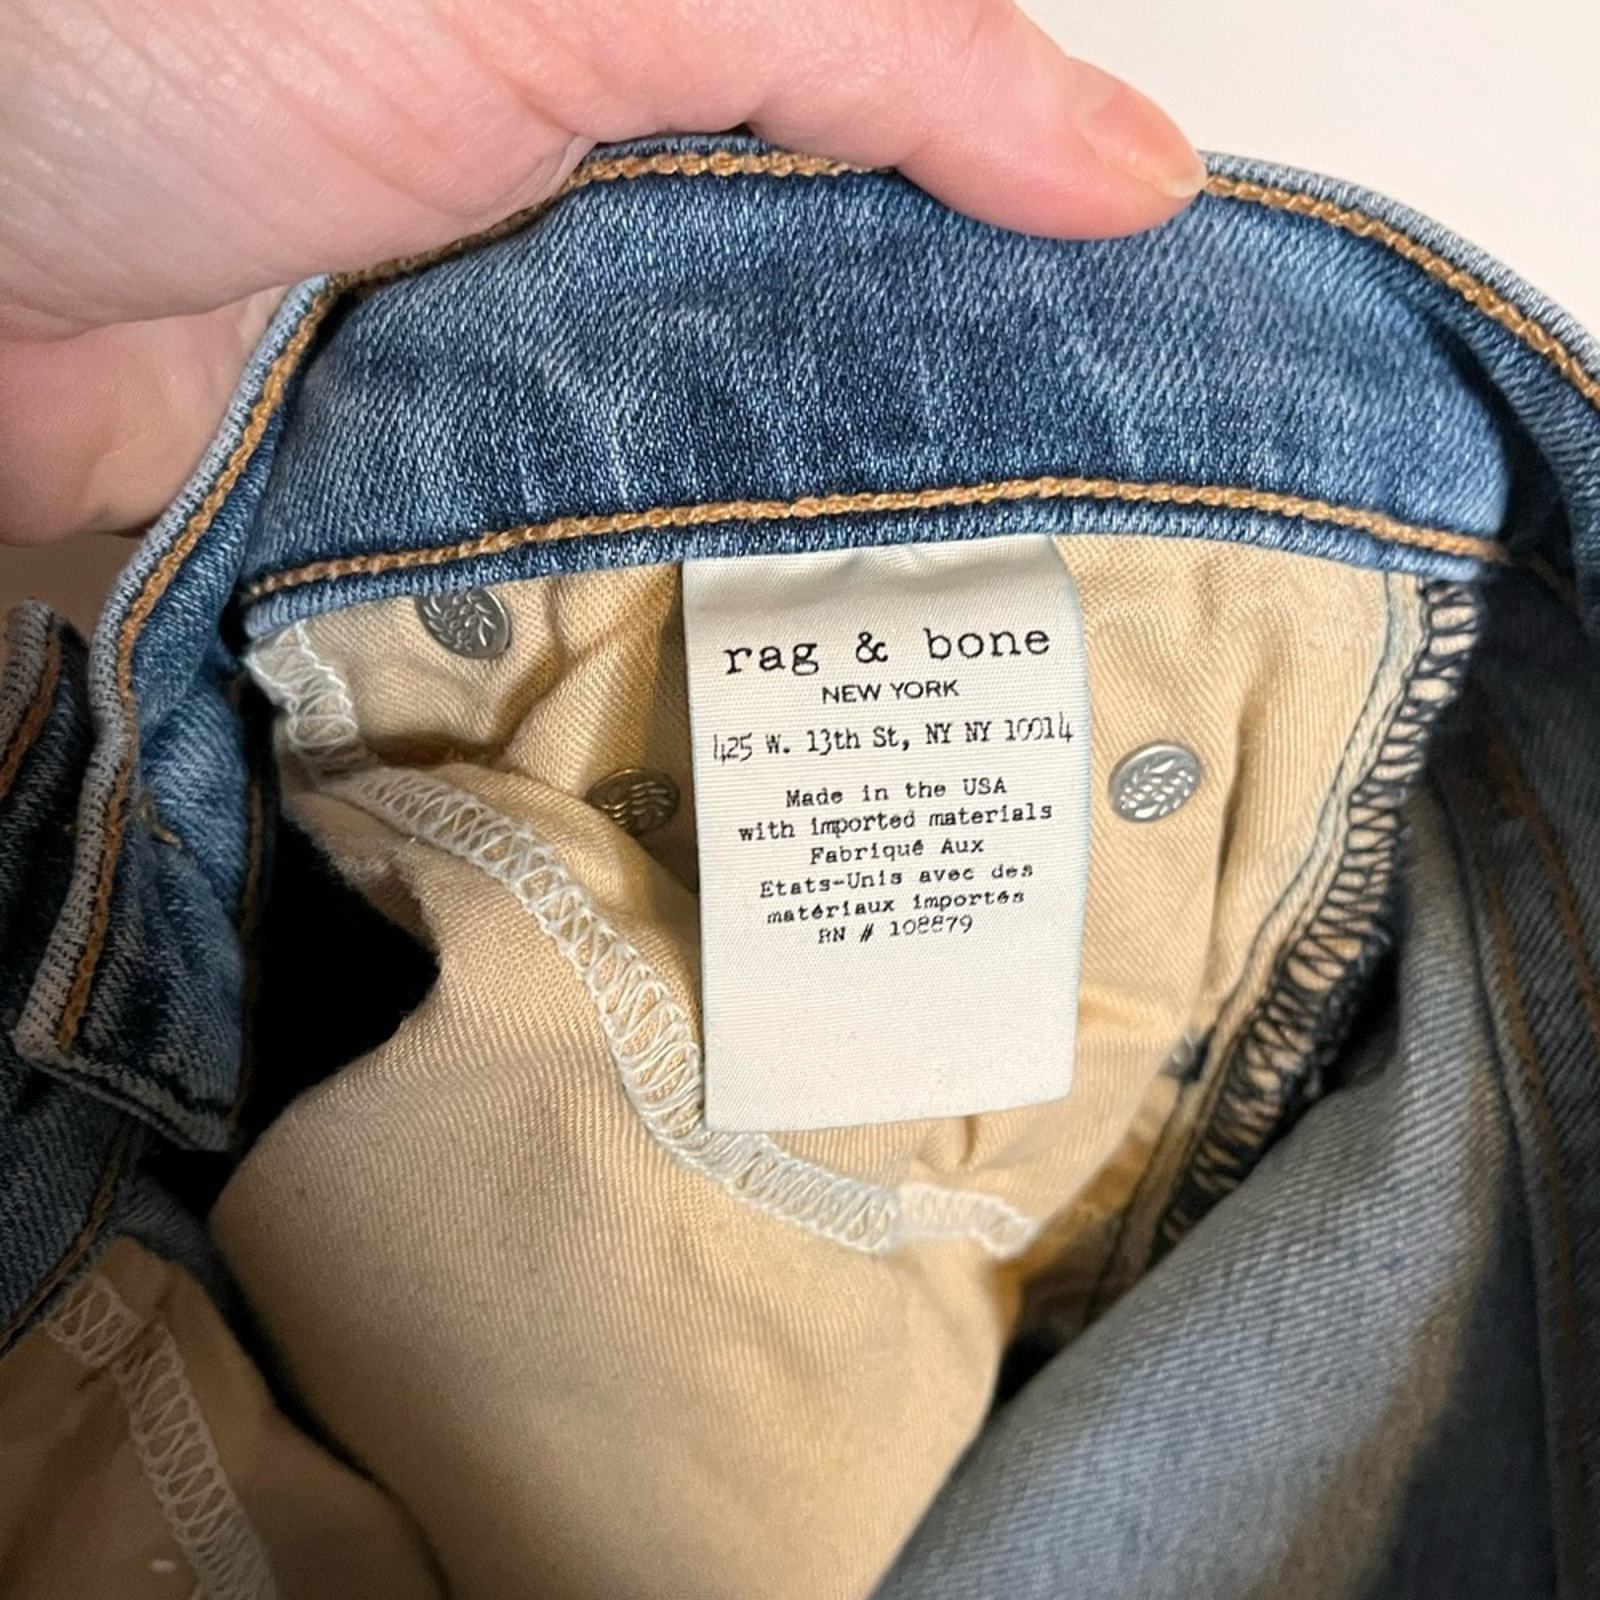 rag & bone
NEW YORK
425 W. 13th St, NY NY 10014
Made in the USA
with imported materials
Fabriqué Aux
Etats-Unis avec des
matériaux importés
RN # 108879